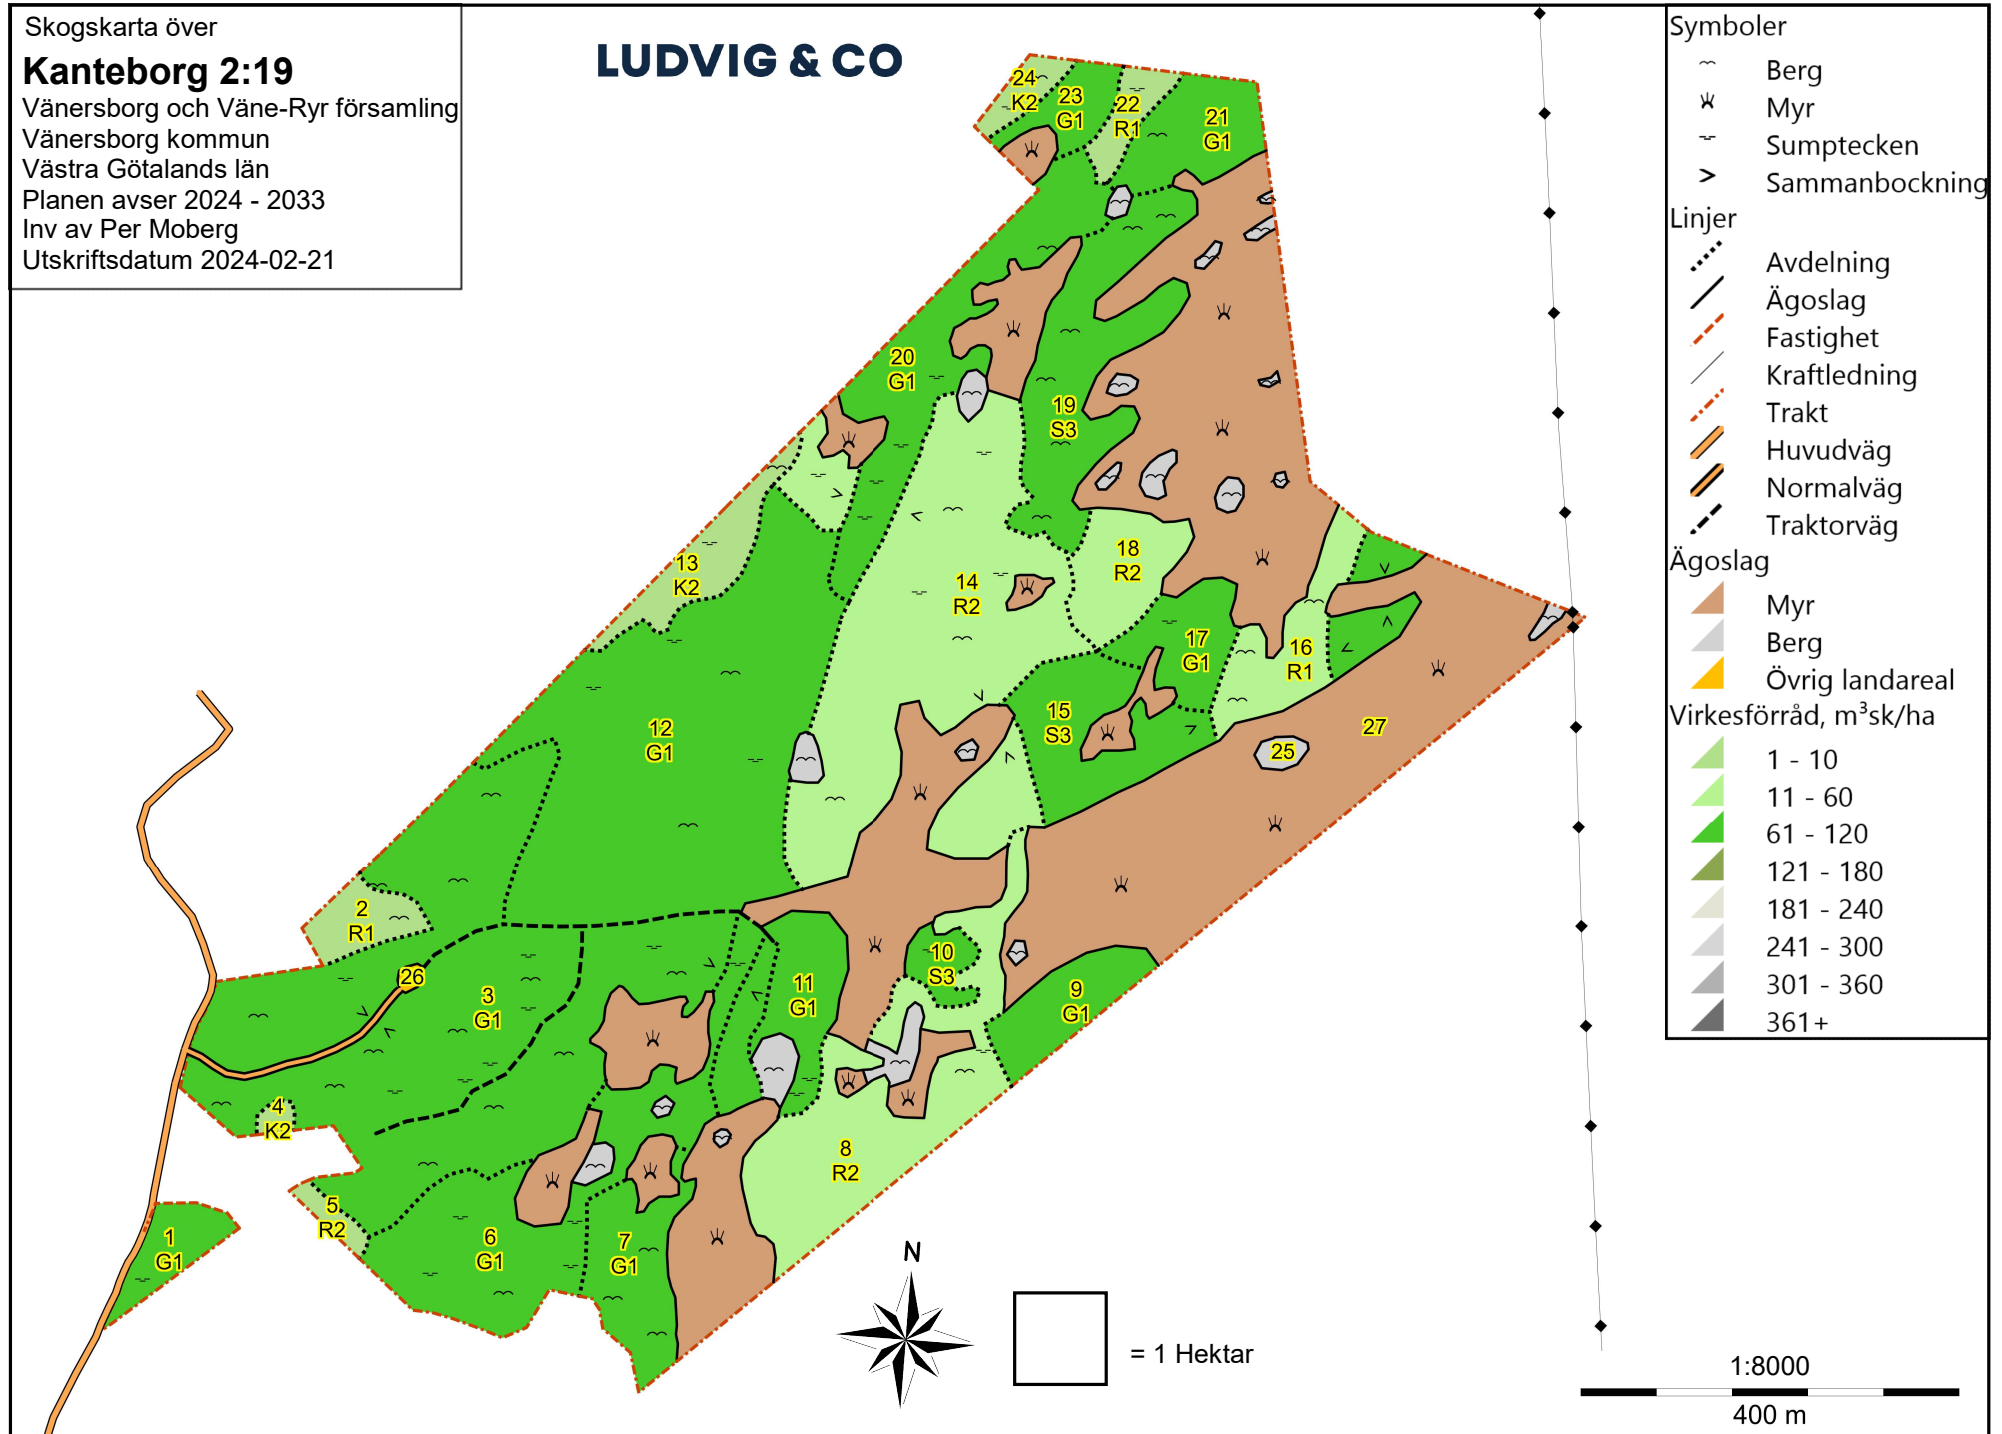 Skogskarta över
Kanteborg 2:19
Vänersborg och Väne-Ryr församling
Vänersborg kommun
Västra Götalands län
Planen avser 2024 - 2033
Inv av Per Moberg
Utskriftsdatum 2024-02-21
LUDVIG & CO
24
K2
23
G1
22
R1
21
G1
20
G1
19
S3
18
R2
13
K2
14
R2
17
G1
16
R1
15
S3
12
G1
27
25
2
R1
26
3
G1
11
G1
10
S3
9
G1
4
K2
8
R2
5
R2
1
G1
6
G1
7
G1
N
= 1 Hektar
1:8000
400 m
Symboler
Berg
Myr
Sumptecken
Sammanbockning
Linjer
Avdelning
Ägoslag
Fastighet
Kraftledning
Trakt
Huvudväg
Normalväg
Traktorväg
Ägoslag
Myr
Berg
Övrig landareal
Virkesförråd, m³sk/ha
1 - 10
11 - 60
61 - 120
121 - 180
181 - 240
241 - 300
301 - 360
361+